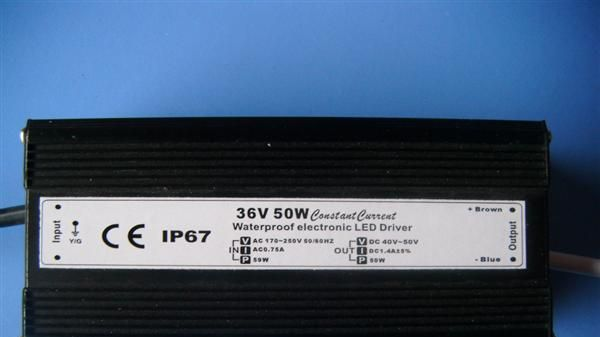 Input
Y/G
CE IP67
36V 50W Constant Current
Waterproof electronic LED Driver
IN
V AC 170~250V 50/60HZ
I AC0.75A
P 59W
OUT
V DC 40V~50V
I DC1.4A±5%
P 50W
+ Brown
- Blue
Output